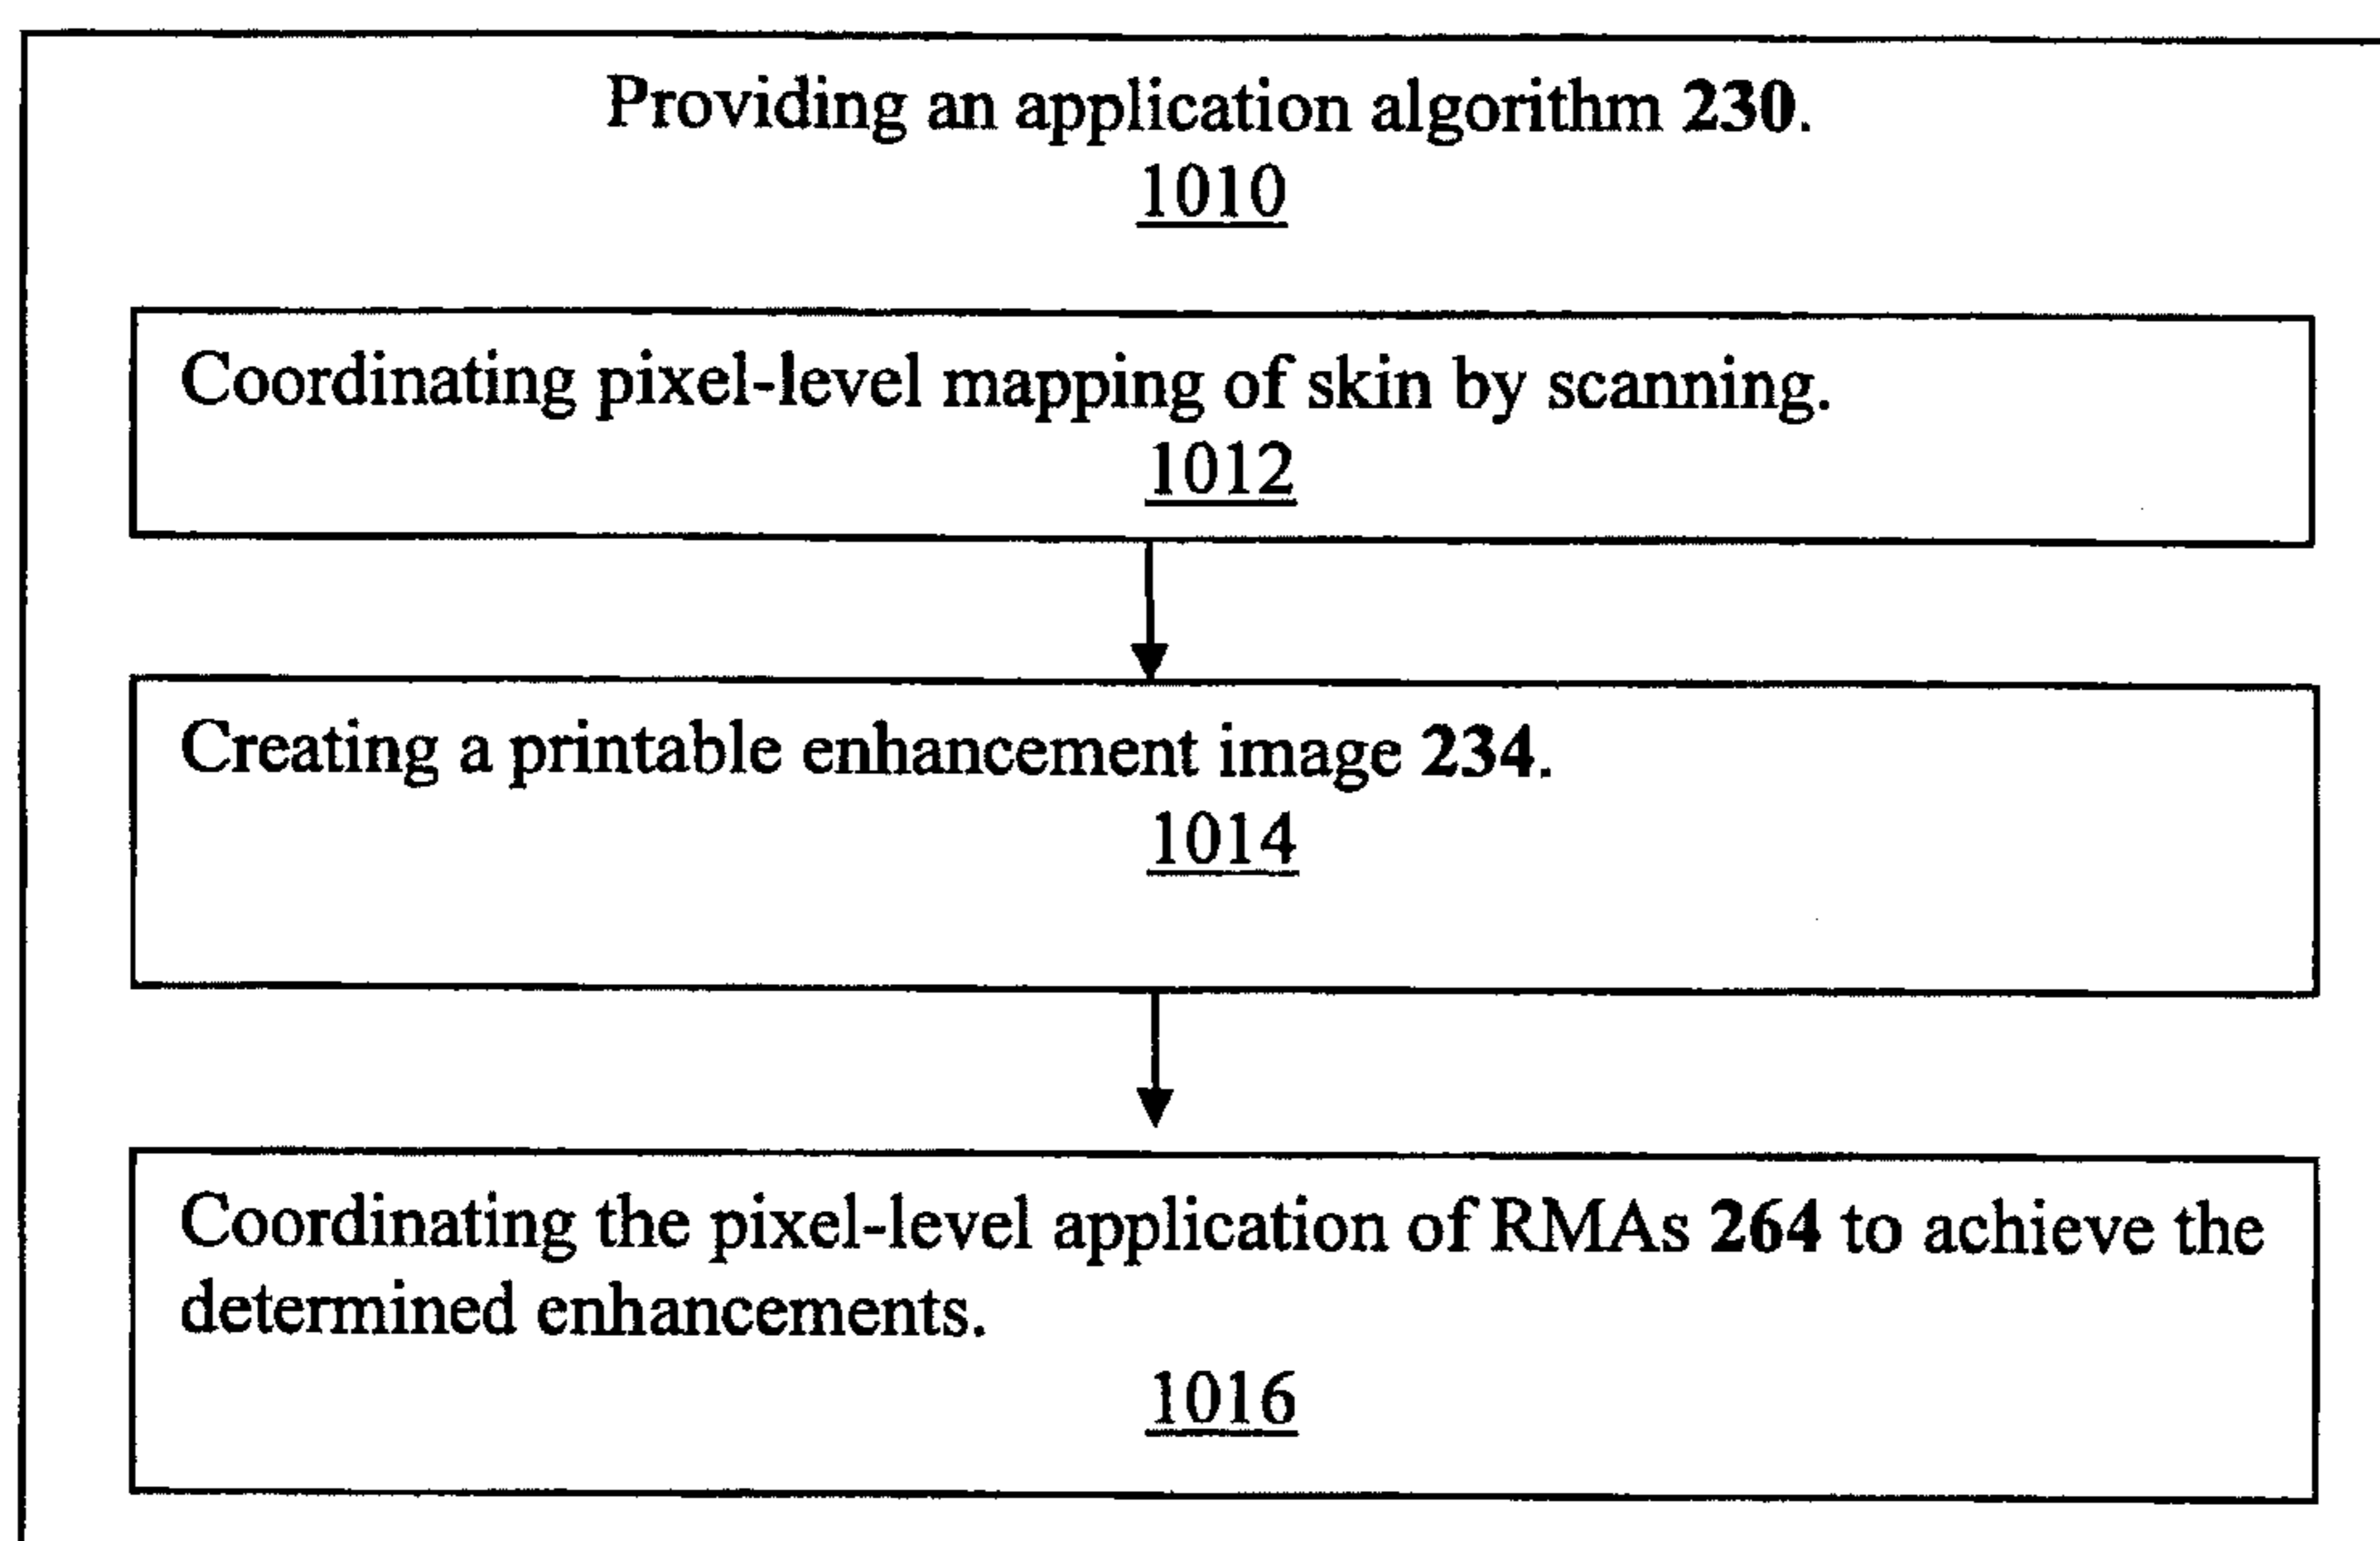 Providing an application algorithm 230.
1010
Coordinating pixel-level mapping of skin by scanning.
1012
Creating a printable enhancement image 234.
1014
Coordinating the pixel-level application of RMAs 264 to achieve the
determined enhancements.
1016